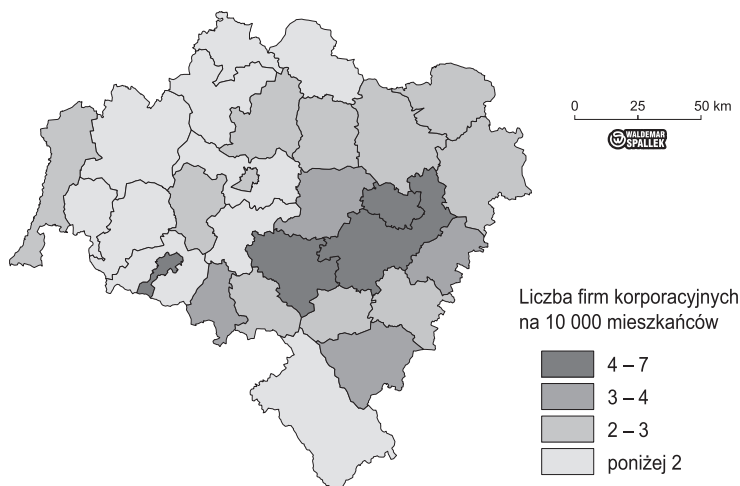 0 25 50 km
WALDEMAR
SPALLEK
Liczba firm korporacyjnych
na 10 000 mieszkańców
4 – 7
3 – 4
2 – 3
poniżej 2